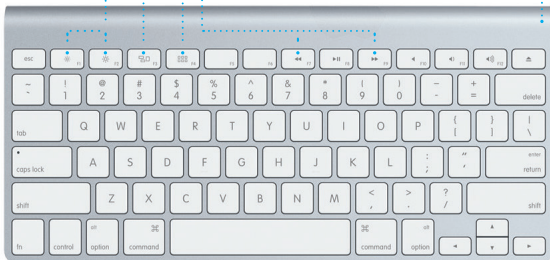 esc F1 F2 F3 F4 F5 F6 F7 F8 F9 F10 F11 F12
~ ` ! 1 @ 2 # 3 $ 4 % 5 ^ 6 & 7 * 8 ( 9 ) 0 – - + = delete
tab Q W E R T Y U I O P { [ } ] | \
caps lock A S D F G H J K L : ; " ' enter return
shift Z X C V B N M < , > . ? / shift
fn control alt option ⌘ command ⌘ command alt option